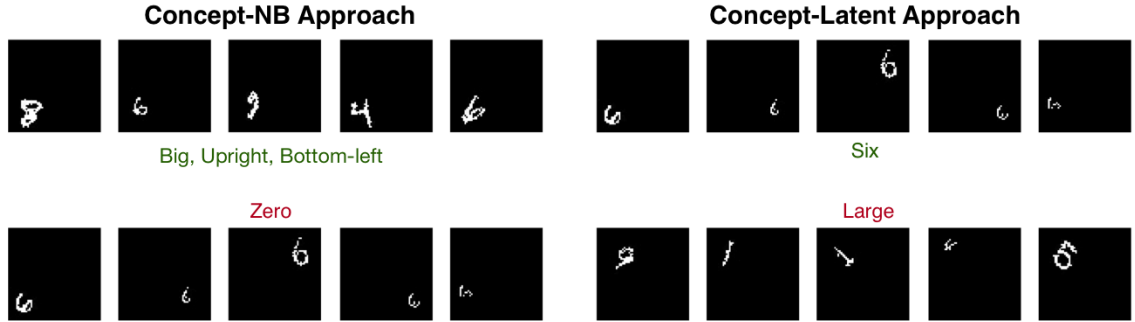 Concept-NB Approach
Big, Upright, Bottom-left
Zero
Concept-Latent Approach
Six
Large